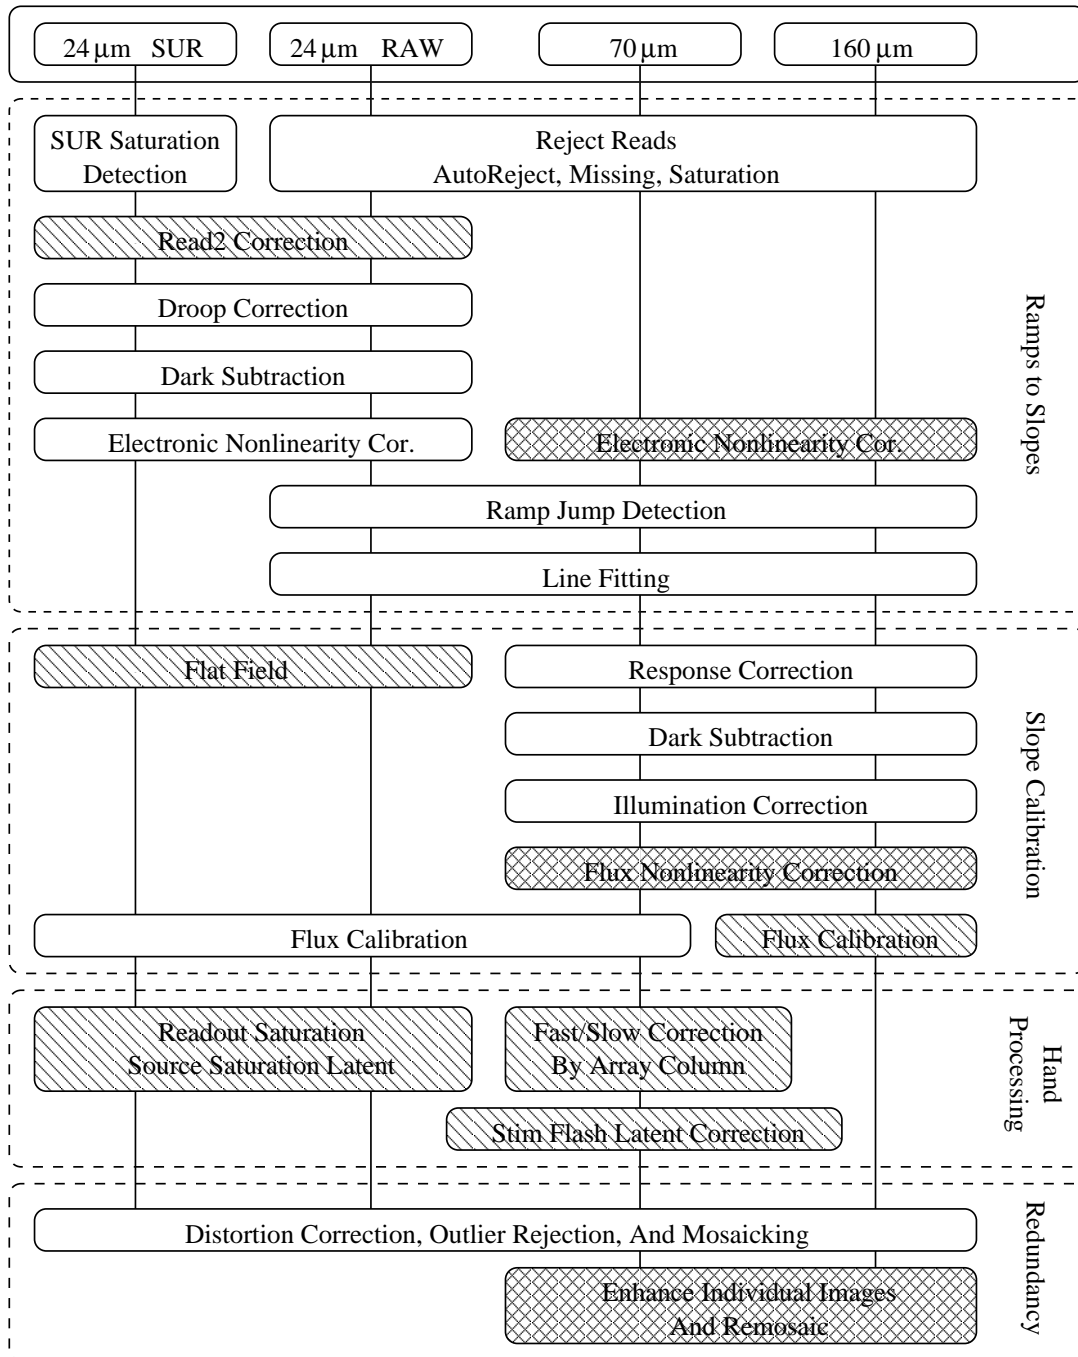 24 μm SUR
24 μm RAW
70 μm
160 μm
SUR Saturation
Detection
Reject Reads
AutoReject, Missing, Saturation
Read2 Correction
Droop Correction
Dark Subtraction
Electronic Nonlinearity Cor.
Electronic Nonlinearity Cor.
Ramp Jump Detection
Line Fitting
Ramps to Slopes
Flat Field
Response Correction
Dark Subtraction
Illumination Correction
Flux Nonlinearity Correction
Flux Calibration
Flux Calibration
Slope Calibration
Readout Saturation
Source Saturation Latent
Fast/Slow Correction
By Array Column
Stim Flash Latent Correction
Hand
Processing
Distortion Correction, Outlier Rejection, And Mosaicking
Enhance Individual Images
And Remosaic
Redundancy